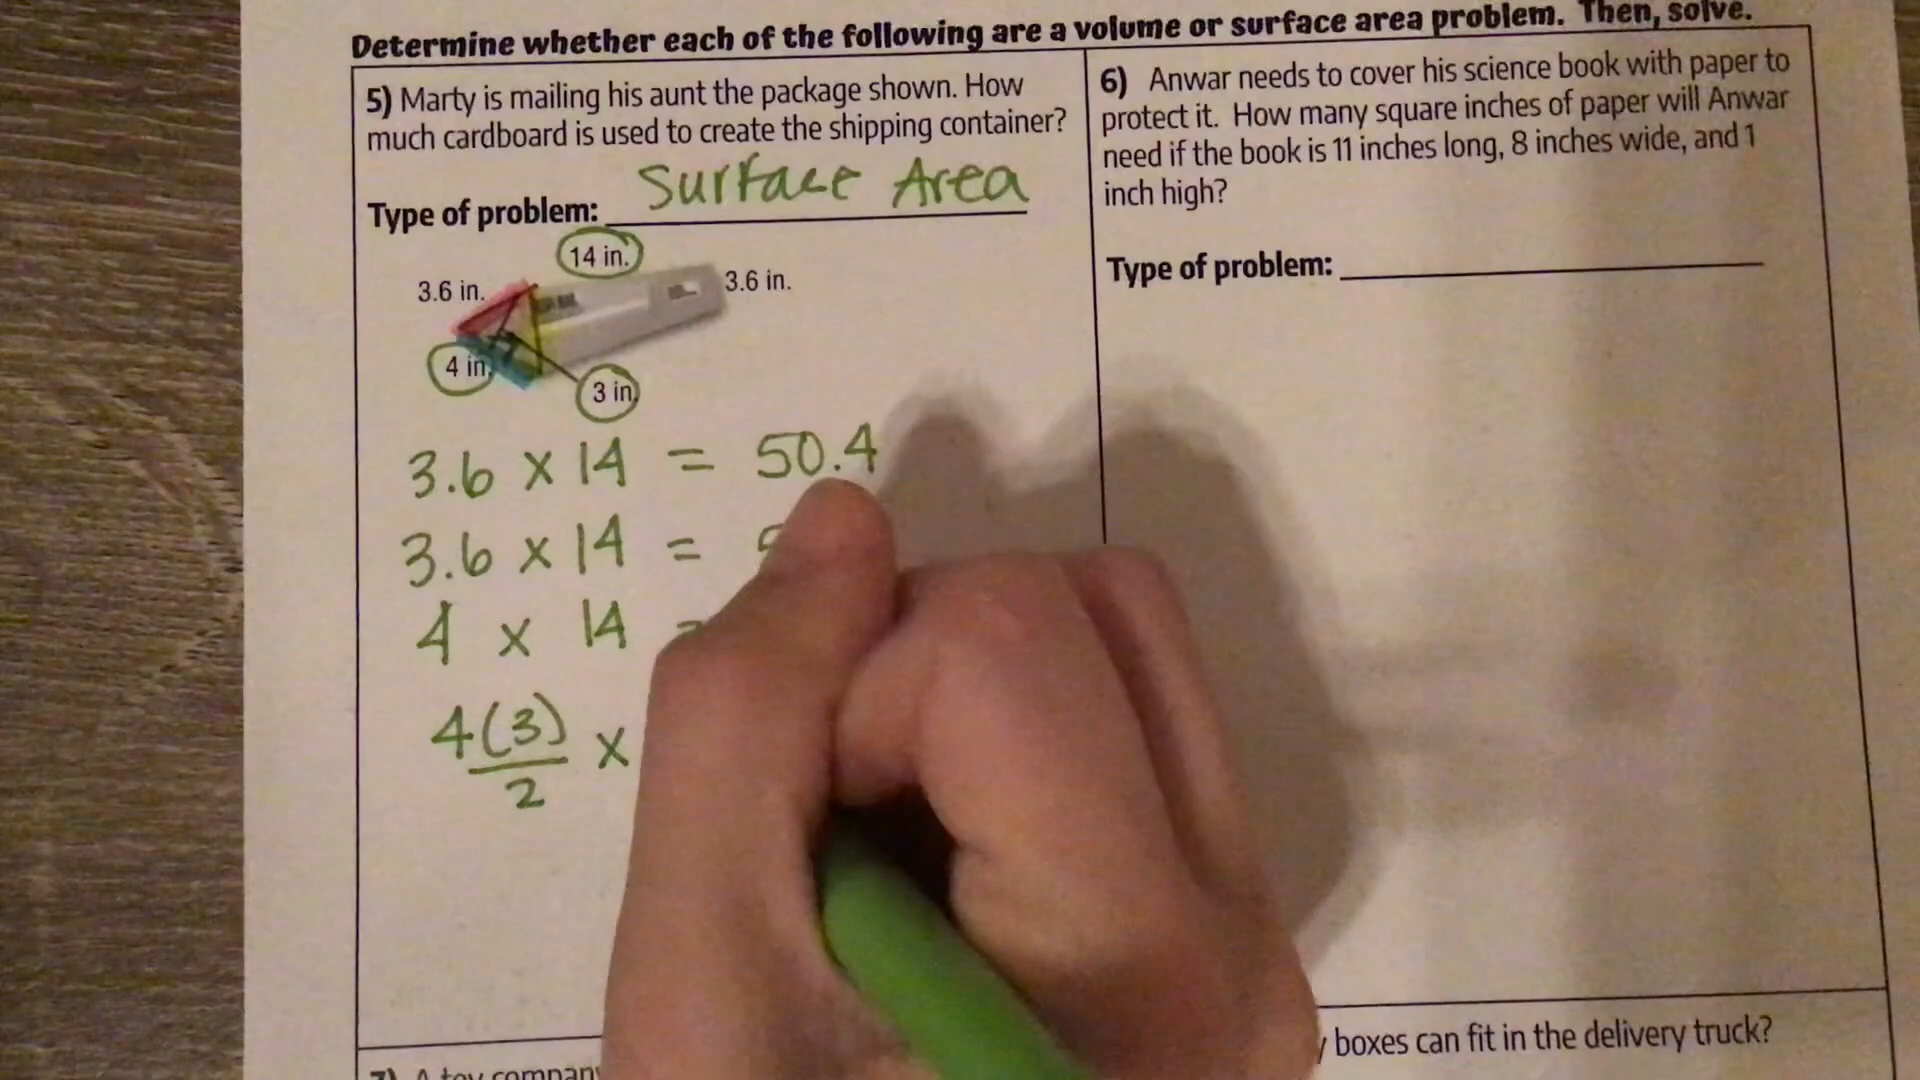 Determine whether each of the following are a volume or surface area problem. Then, solve.
5) Marty is mailing his aunt the package shown. How
much cardboard is used to create the shipping container?
Type of problem: Surface Area
14 in.
3.6 in.
3.6 in.
4 in.
3 in.
3.6 x 14 = 50.4
3.6 x 14 =
4 x 14 =
4(3)
2
x
6) Anwar needs to cover his science book with paper to
protect it. How many square inches of paper will Anwar
need if the book is 11 inches long, 8 inches wide, and 1
inch high?
Type of problem:
7) A toy company
boxes can fit in the delivery truck?